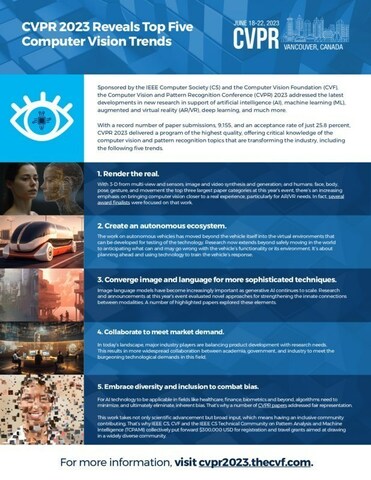 CVPR 2023 Reveals Top Five
Computer Vision Trends
JUNE 18-22, 2023
CVPR
VANCOUVER, CANADA
Sponsored by the IEEE Computer Society (CS) and the Computer Vision Foundation (CVF),
the Computer Vision and Pattern Recognition Conference (CVPR) 2023 addressed the latest
developments in new research in support of artificial intelligence (AI), machine learning (ML),
augmented and virtual reality (AR/VR), deep learning, and much more.
With a record number of paper submissions, 9,155, and an acceptance rate of just 25.8 percent,
CVPR 2023 delivered a program of the highest quality, offering critical knowledge of the
computer vision and pattern recognition topics that are transforming the industry, including
the following five trends.
1. Render the real.
With 3-D from multi-view and sensors; image and video synthesis and generation; and humans: face, body,
pose, gesture, and movement the top three largest paper categories at this year's event, there's an increasing
emphasis on bringing computer vision closer to a real experience, particularly for AR/VR needs. In fact, several
award finalists were focused on that work.
2. Create an autonomous ecosystem.
The work on autonomous vehicles has moved beyond the vehicle itself into the virtual environments that
can be developed for testing of the technology. Research now extends beyond safely moving in the world
to anticipating what can and may go wrong with the vehicle's functionality or its environment. It's about
planning ahead and using technology to train the vehicle's response.
3. Converge image and language for more sophisticated techniques.
Image language models have become increasingly important as generative AI continues to scale. Research
and announcements at this year's event evaluated novel approaches for strengthening the innate connections
between modalities. A number of highlighted papers explored these elements.
4. Collaborate to meet market demand.
In today's landscape, major industry players are balancing product development with research needs.
This results in more widespread collaboration between academia, government, and industry to meet the
burgeoning technological demands in this field.
5. Embrace diversity and inclusion to combat bias.
For AI technology to be applicable in fields like healthcare, finance, biometrics and beyond, algorithms need to
minimize, and ultimately eliminate, inherent bias. That's why a number of CVPR papers addressed fair representation.
This work takes not only scientific advancement but broad input, which means having an inclusive community
contributing. That's why IEEE CS, CVF and the IEEE CS Technical Community on Pattern Analysis and Machine
Intelligence (TCPAMI) collectively put forward $300,000 USD for registration and travel grants aimed at drawing
in a widely diverse community.
For more information, visit cvpr2023.thecvf.com.